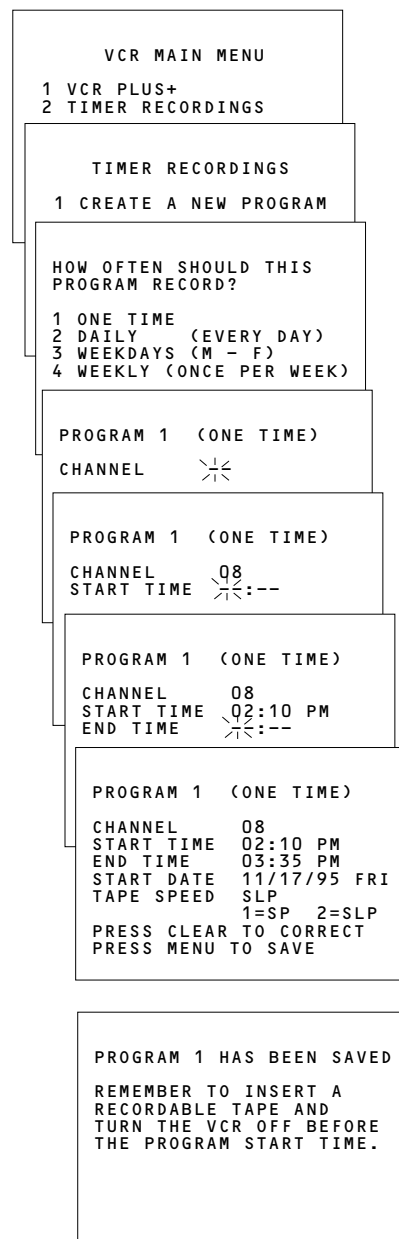 VCR MAIN MENU
1 VCR PLUS+
2 TIMER RECORDINGS
TIMER RECORDINGS
1 CREATE A NEW PROGRAM
HOW OFTEN SHOULD THIS
PROGRAM RECORD?
1 ONE TIME
2 DAILY (EVERY DAY)
3 WEEKDAYS (M – F)
4 WEEKLY (ONCE PER WEEK)
PROGRAM 1 (ONE TIME)
CHANNEL -
PROGRAM 1 (ONE TIME)
CHANNEL 08
START TIME --:--
PROGRAM 1 (ONE TIME)
CHANNEL 08
START TIME 02:10 PM
END TIME --:--
PROGRAM 1 (ONE TIME)
CHANNEL 08
START TIME 02:10 PM
END TIME 03:35 PM
START DATE 11/17/95 FRI
TAPE SPEED SLP
1=SP 2=SLP
PRESS CLEAR TO CORRECT
PRESS MENU TO SAVE
PROGRAM 1 HAS BEEN SAVED
REMEMBER TO INSERT A
RECORDABLE TAPE AND
TURN THE VCR OFF BEFORE
THE PROGRAM START TIME.